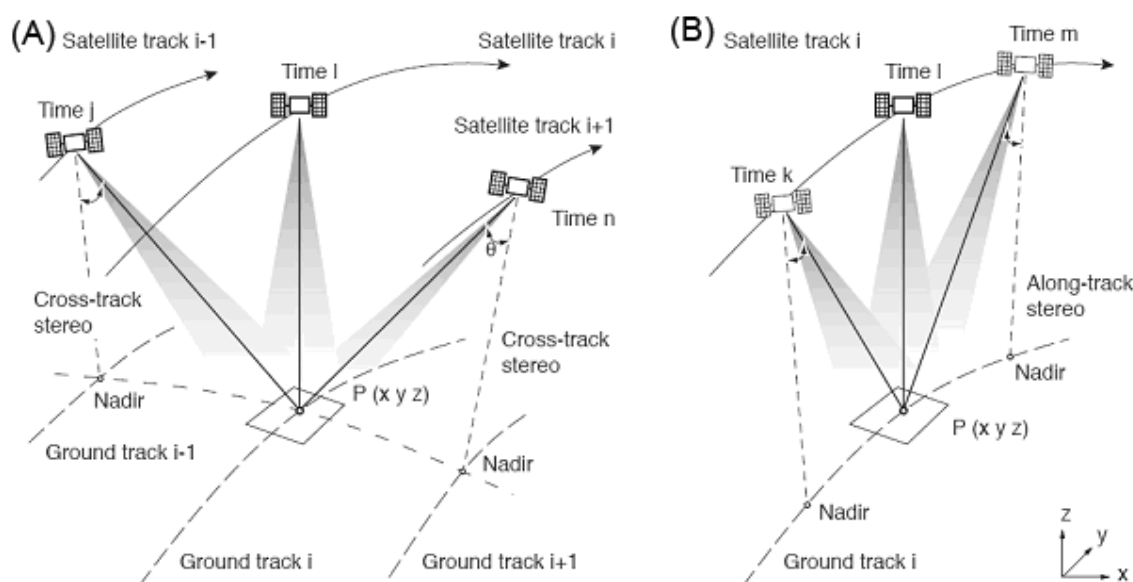 (A)
Satellite track i-1
Satellite track i
Time l
Time j
Satellite track i+1
Time n
θ
Cross-track
stereo
Cross-track
stereo
Nadir
P (x y z)
Ground track i-1
Nadir
Ground track i
Ground track i+1
(B)
Time m
Satellite track i
Time l
Time k
Along-track
stereo
P (x y z)
Nadir
Ground track i
z
y
x